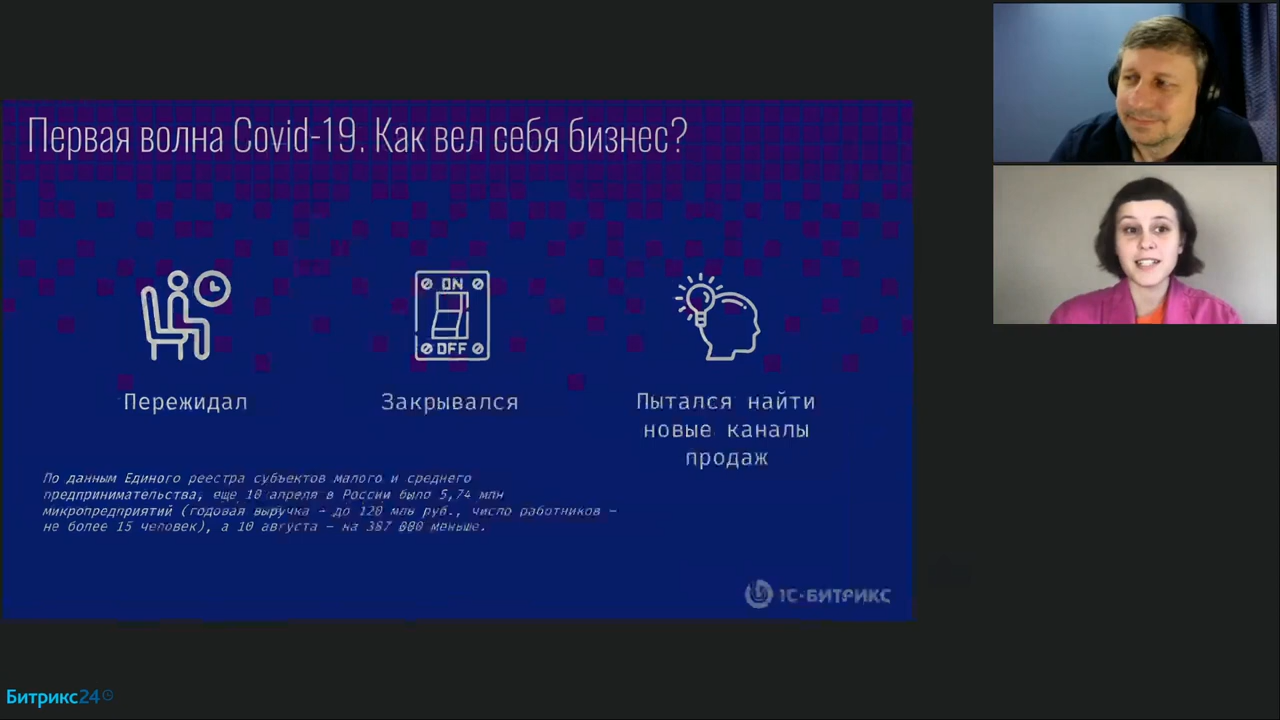 Первая волна Covid-19. Как вел себя бизнес?
ON
OFF
Пережидал
Закрывался
Пытался найти
новые каналы
продаж
По данным Единого реестра субъектов малого и среднего
предпринимательства, еще 10 апреля в России было 5,74 млн
микропредприятий (годовая выручка – до 120 млн руб., число работников –
не более 15 человек), а 10 августа – на 387 000 меньше.
1С-БИТРИКС
Битрикс24